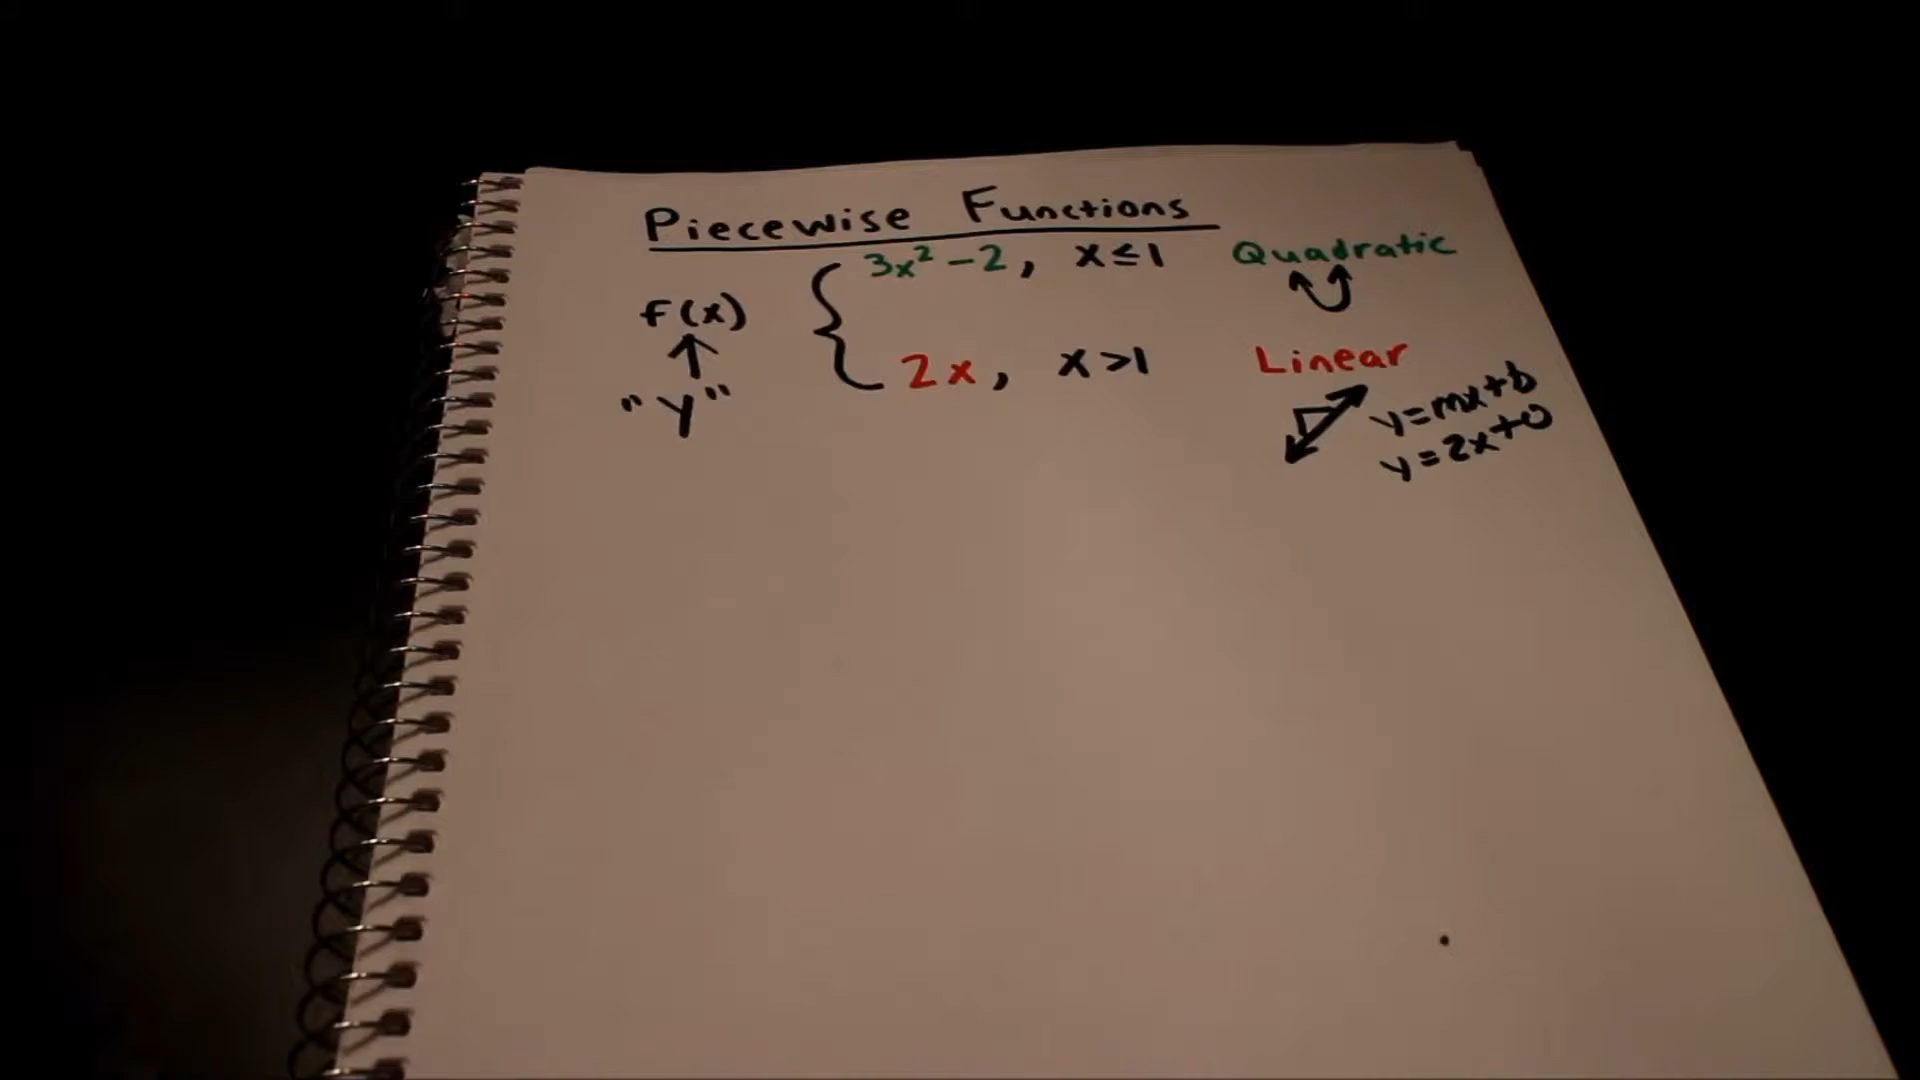 Piecewise Functions
3x² - 2, x ≤ 1 Quadratic
f(x) {
2x, x > 1 Linear
"y"
y = mx + b
y = 2x + 0